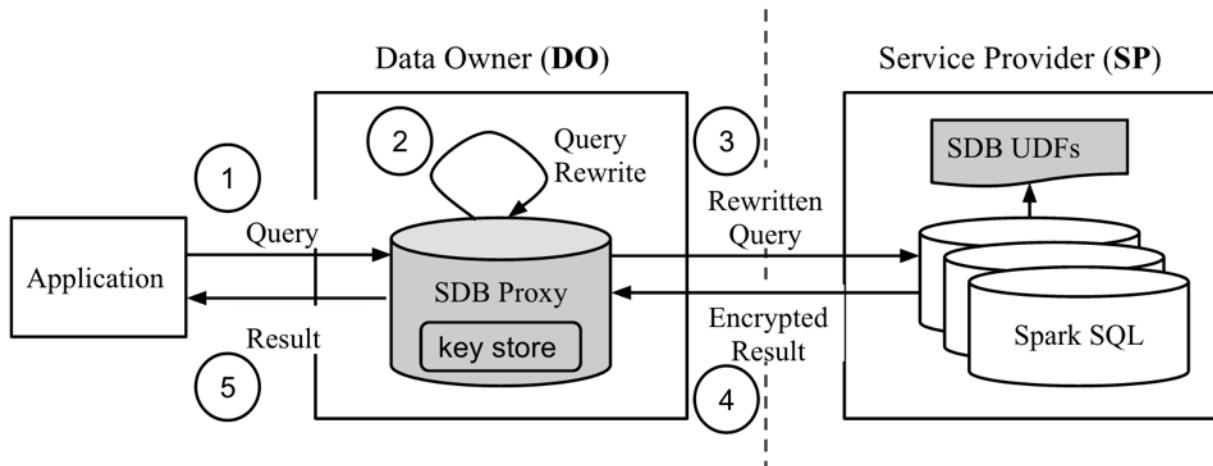 Data Owner (DO)
Service Provider (SP)
1
2
Query
Rewrite
3
SDB UDFs
Application
Query
SDB Proxy
key store
Rewritten
Query
Spark SQL
Result
Encrypted
Result
5
4